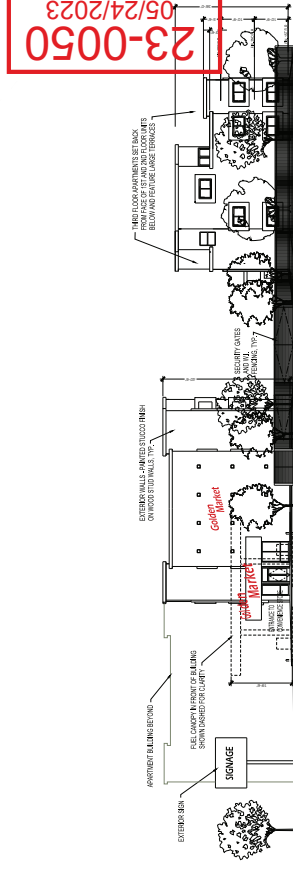 23-0050
05/24/2023
THIRD FLOOR APARTMENTS SET BACK
FROM FACE OF 1ST AND 2ND FLOOR UNITS
BELOW AND FEATURE LARGE TERRACES
SECURITY GATES
AND W.I.
FENCING, TYP.
EXTERIOR WALLS - PAINTED STUCCO FINISH
ON WOOD STUD WALLS, TYP.
Golden
Market
Market
ENTRANCE TO
CONVENIENCE
FUEL CANOPY IN FRONT OF BUILDING
SHOWN DASHED FOR CLARITY
APARTMENT BUILDING BEYOND
SIGNAGE
EXTERIOR SIGN